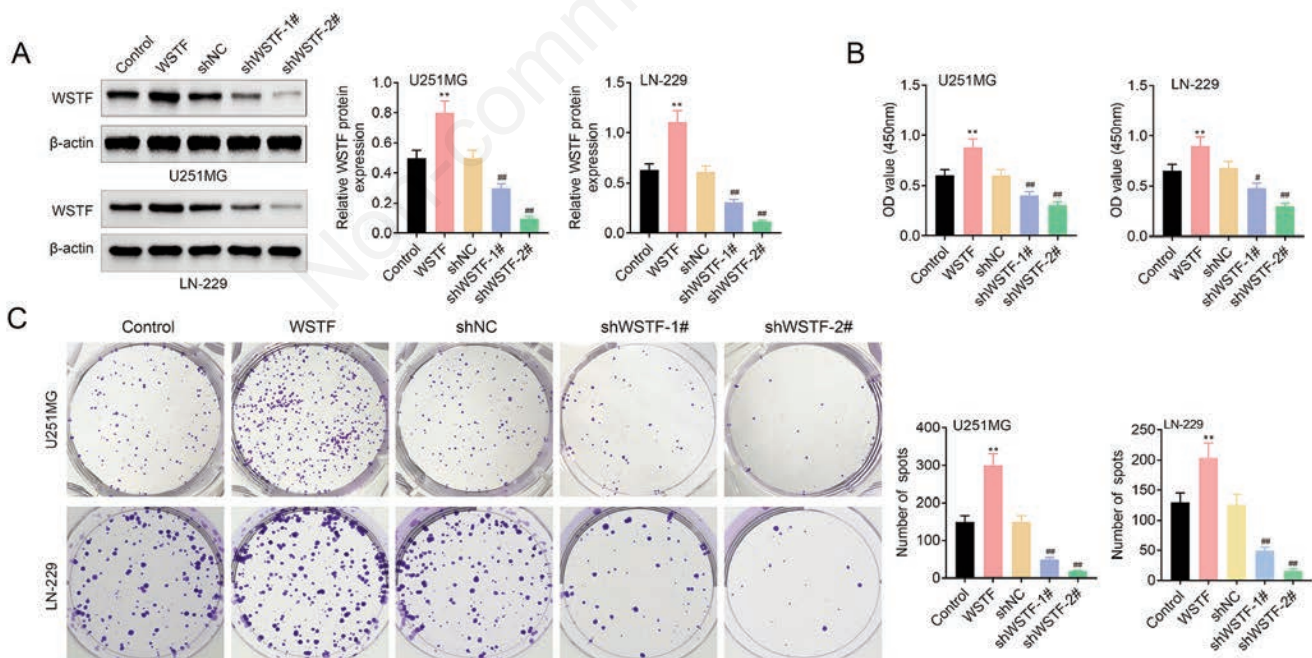 Non-comm
A
Control
WSTF
shNC
shWSTF-1#
shWSTF-2#
WSTF
β-actin
U251MG
WSTF
β-actin
LN-229
U251MG
Relative WSTF protein
expression
1.0
0.8
0.6
0.4
0.2
0.0
**
##
##
Control
WSTF
shNC
shWSTF-1#
shWSTF-2#
LN-229
Relative WSTF protein
expression
1.5
1.0
0.5
0.0
**
##
##
Control
WSTF
shNC
shWSTF-1#
shWSTF-2#
B
U251MG
OD value (450nm)
1.5
1.0
0.5
0.0
**
##
##
Control
WSTF
shNC
shWSTF-1#
shWSTF-2#
LN-229
OD value (450nm)
1.5
1.0
0.5
0.0
**
#
##
Control
WSTF
shNC
shWSTF-1#
shWSTF-2#
C
Control
WSTF
shNC
shWSTF-1#
shWSTF-2#
U251MG
LN-229
U251MG
Number of spots
400
300
200
100
0
**
##
##
Control
WSTF
shNC
shWSTF-1#
shWSTF-2#
LN-229
Number of spots
250
200
150
100
50
0
**
##
##
Control
WSTF
shNC
shWSTF-1#
shWSTF-2#